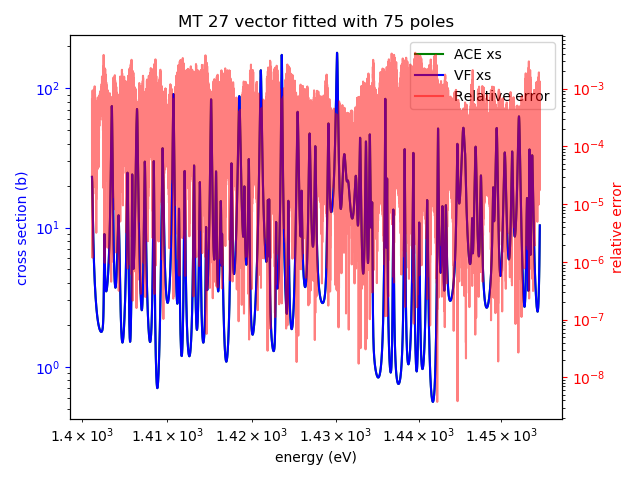 MT 27 vector fitted with 75 poles
ACE xs
VF xs
Relative error
10²
10¹
10⁰
cross section (b)
10⁻³
10⁻⁴
10⁻⁵
10⁻⁶
10⁻⁷
10⁻⁸
relative error
1.4 × 10³ 1.41 × 10³ 1.42 × 10³ 1.43 × 10³ 1.44 × 10³ 1.45 × 10³
energy (eV)